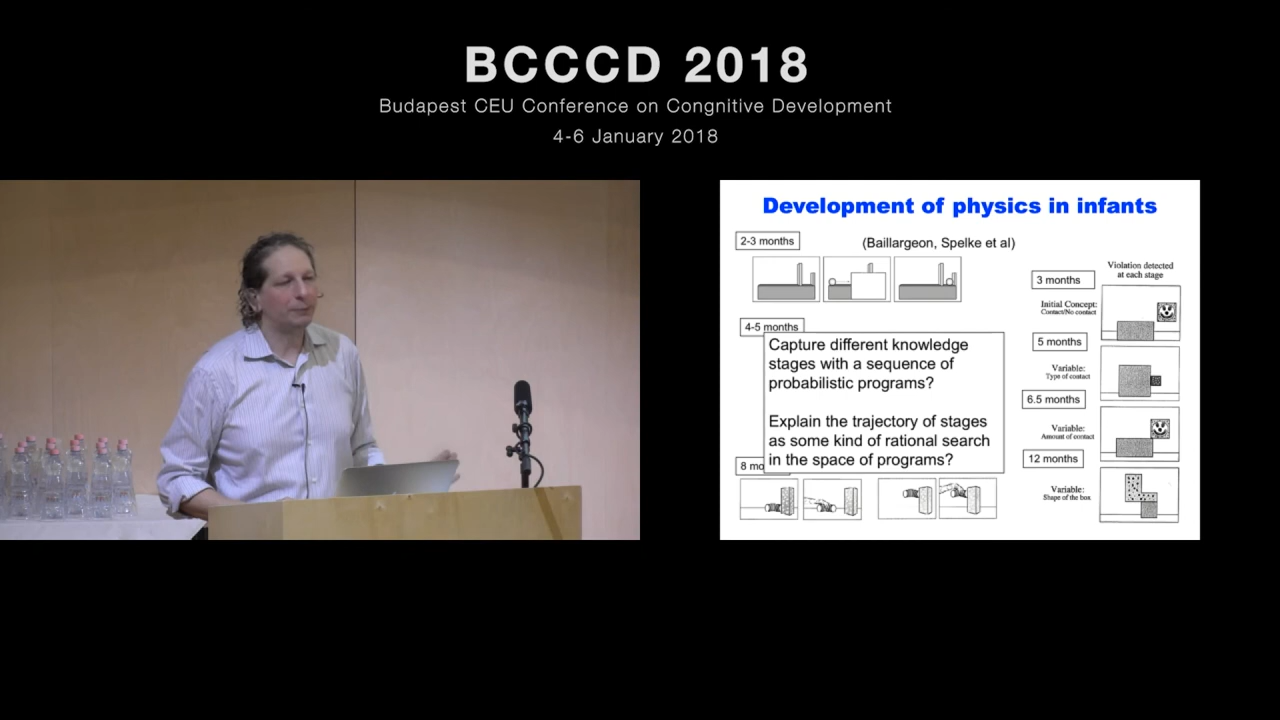 BCCCD 2018
Budapest CEU Conference on Congnitive Development
4-6 January 2018
Development of physics in infants
2-3 months
(Baillargeon, Spelke et al)
4-5 months
Capture different knowledge
stages with a sequence of
probabilistic programs?
Explain the trajectory of stages
as some kind of rational search
in the space of programs?
8 mo
Violation detected
at each stage
3 months
Initial Concept:
Contact/No contact
5 months
Variable:
Type of contact
6.5 months
Variable:
Amount of contact
12 months
Variable:
Shape of the box